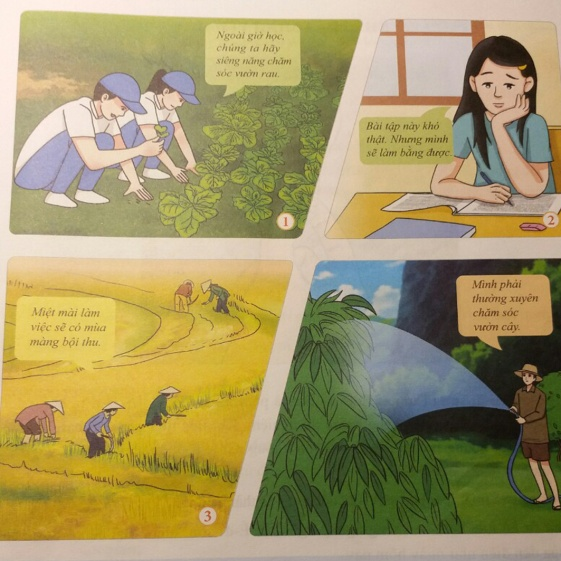 Ngoài giờ học,
chúng ta hãy
siêng năng chăm
sóc vườn rau.
1
Bài tập này khó
thật. Nhưng mình
sẽ làm bằng được.
2
Miệt mài làm
việc sẽ có mùa
màng bội thu.
3
Mình phải
thường xuyên
chăm sóc
vườn cây.